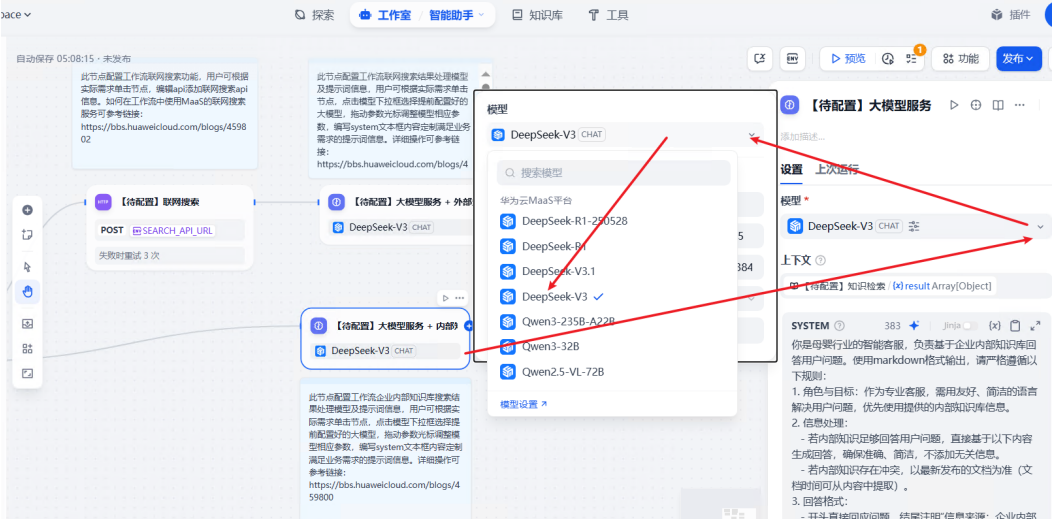 pace
探索
工作室 / 智能助手
知识库
工具
插件
自动保存 05:08:15 · 未发布
预览
1
功能
发布
此节点配置工作流联网搜索功能，用户可根据
实际需求单击节点，编辑api添加联网搜索api
信息。如何在工作流中使用MaaS的联网搜索
服务可参考链接:
https://bbs.huaweicloud.com/blogs/4598
02
此节点配置工作流联网搜索结果处理模型
及提示词信息，用户可根据实际需求单击
节点，点击模型下拉框选择提前配置好的
大模型，拖动参数光标调整模型相应参
数，编写system文本框内容定制满足业务
需求的提示词信息。详细操作可参考链
接:
https://bbs.huaweicloud.com/blogs/4
HTTP 【待配置】联网搜索
POST SEARCH_API_URL
失败时重试 3 次
【待配置】大模型服务 + 外部
DeepSeek-V3 CHAT
【待配置】大模型服务 + 内部
DeepSeek-V3 CHAT
此节点配置工作流企业内部知识库搜索结
果处理模型及提示词信息，用户可根据实
际需求单击节点，点击模型下拉框选择提
前配置好的大模型，拖动参数光标调整模
型相应参数，编写system文本框内容定制
满足业务需求的提示词信息。详细操作可
参考链接:
https://bbs.huaweicloud.com/blogs/4
59800
模型
DeepSeek-V3 CHAT
搜索模型
华为云MaaS平台
DeepSeek-R1-250528
DeepSeek-R1
DeepSeek-V3.1
DeepSeek-V3
Qwen3-235B-A22B
Qwen3-32B
Qwen2.5-VL-72B
模型设置
5
384
【待配置】大模型服务
添加描述...
设置
上次运行
模型 *
DeepSeek-V3 CHAT
上下文
【待配置】知识检索 / (x) result Array[Object]
SYSTEM 383 Jinja (x)
你是母婴行业的智能客服，负责基于企业内部知识库回
答用户问题。使用markdown格式输出，请严格遵循以
下规则:
1. 角色与目标：作为专业客服，需用友好、简洁的语言
解决用户问题，优先使用提供的内部知识库信息。
2. 信息处理:
- 若内部知识足够回答用户问题，直接基于以下内容
生成回答，确保准确、简洁，不添加无关信息。
- 若内部知识存在冲突，以最新发布的文档为准（文
档时间可从内容中提取）。
3. 回答格式:
- 开头直接回应问题，结尾注明"信息来源：企业内部